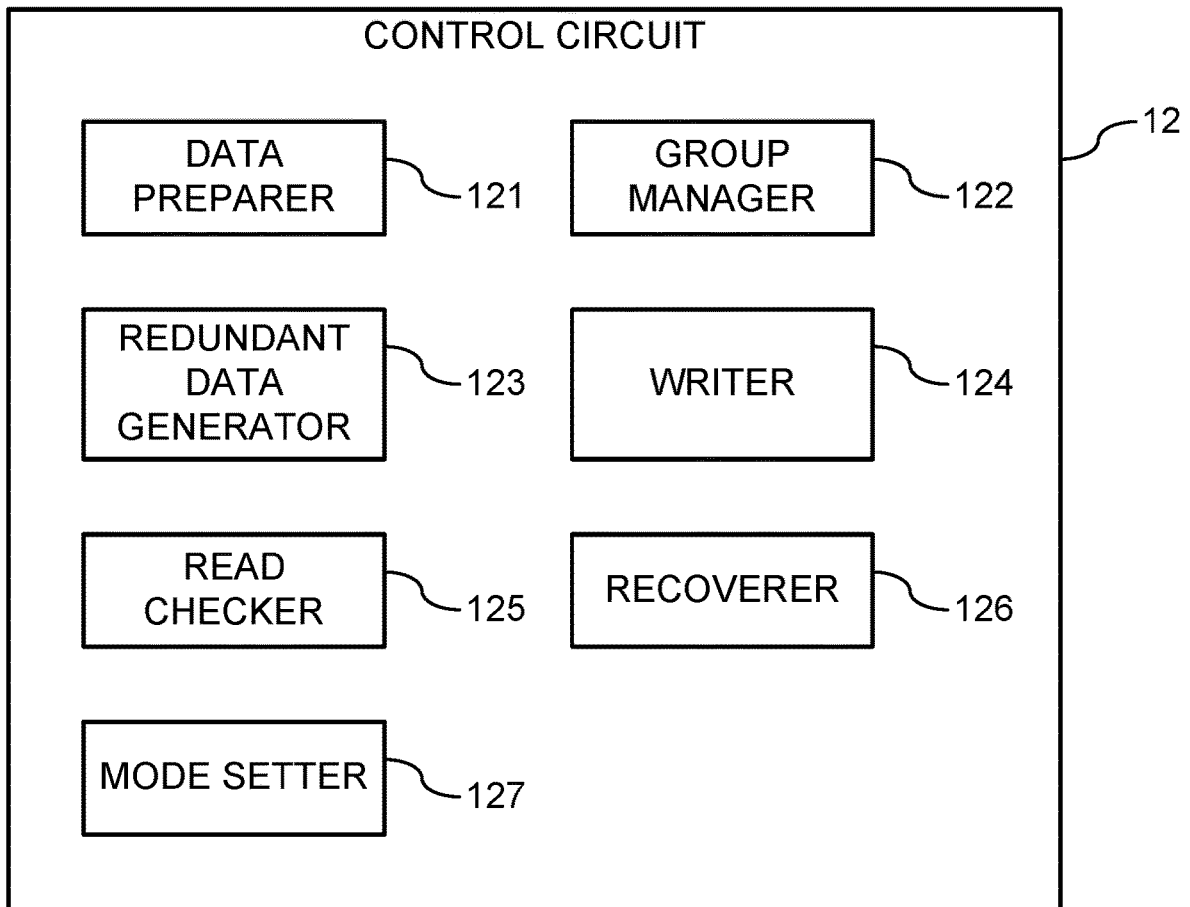 CONTROL CIRCUIT
12
DATA
PREPARER
121
GROUP
MANAGER
122
REDUNDANT
DATA
GENERATOR
123
WRITER
124
READ
CHECKER
125
RECOVERER
126
MODE SETTER
127